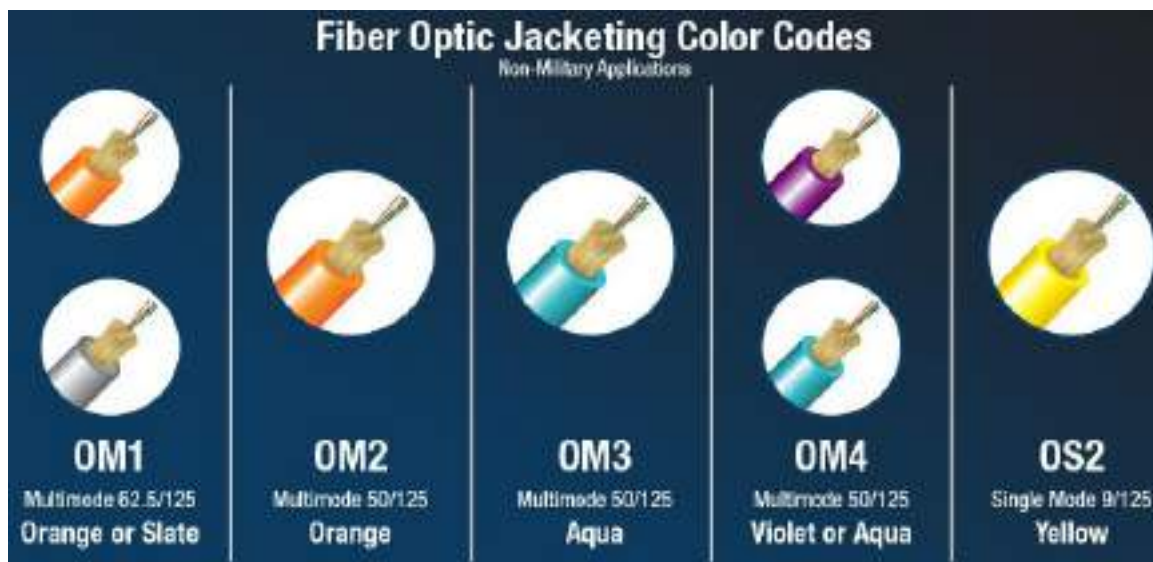 Fiber Optic Jacketing Color Codes
Non-Military Applications
OM1
Multimode 62.5/125
Orange or Slate
OM2
Multimode 50/125
Orange
OM3
Multimode 50/125
Aqua
OM4
Multimode 50/125
Violet or Aqua
OS2
Single Mode 9/125
Yellow